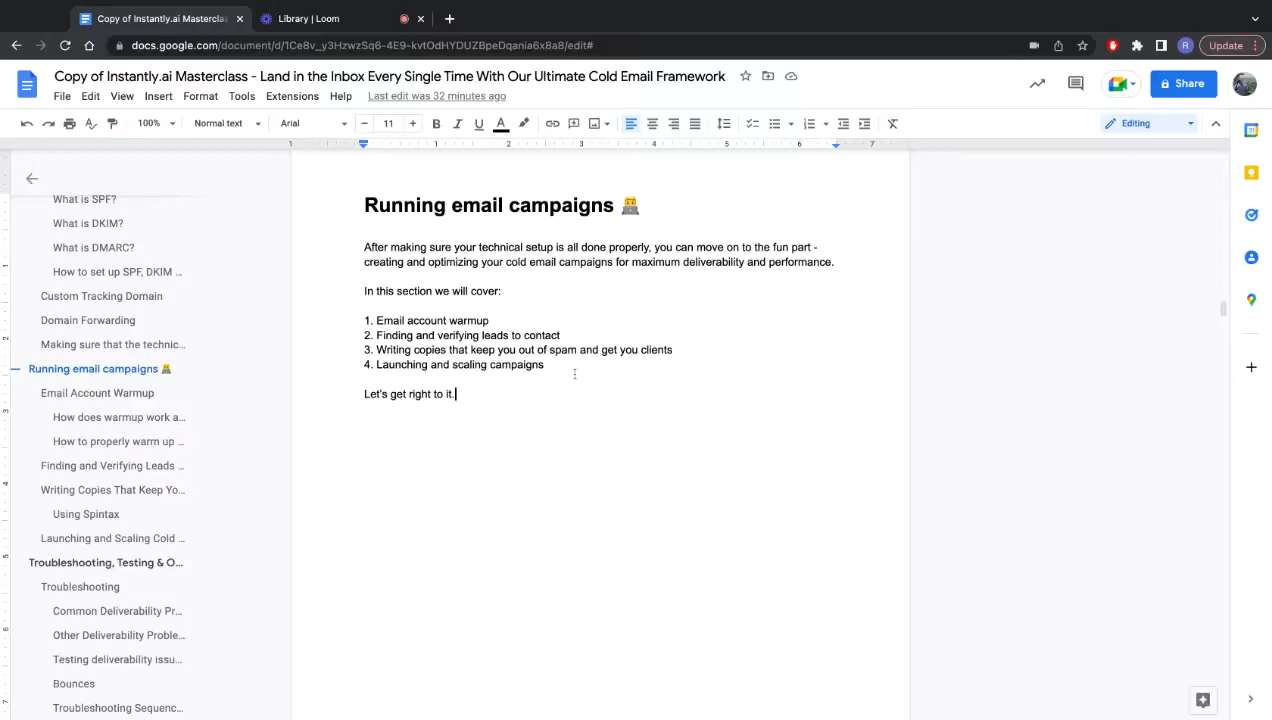 Copy of Instantly.ai Mastercla
Library | Loom
docs.google.com/document/d/1Ce8v_y3HzwzSq6-4E9-kvtOdHYDUZBpeDqania6x8a8/edit#
R
Update
Copy of Instantly.ai Masterclass - Land in the Inbox Every Single Time With Our Ultimate Cold Email Framework
File Edit View Insert Format Tools Extensions Help Last edit was 32 minutes ago
Share
100% Normal text Arial 11
Editing
1 1 2 3 4 5 6 7
What is SPF?
What is DKIM?
What is DMARC?
How to set up SPF, DKIM ...
Custom Tracking Domain
Domain Forwarding
Making sure that the technic...
Running email campaigns
Email Account Warmup
How does warmup work a...
How to properly warm up ...
Finding and Verifying Leads ...
Writing Copies That Keep Yo...
Using Spintax
Launching and Scaling Cold ...
Troubleshooting, Testing & O...
Troubleshooting
Common Deliverability Pr...
Other Deliverability Proble...
Testing deliverability issu...
Bounces
Troubleshooting Sequenc...
Running email campaigns
After making sure your technical setup is all done properly, you can move on to the fun part -
creating and optimizing your cold email campaigns for maximum deliverability and performance.
In this section we will cover:
1. Email account warmup
2. Finding and verifying leads to contact
3. Writing copies that keep you out of spam and get you clients
4. Launching and scaling campaigns
Let's get right to it.